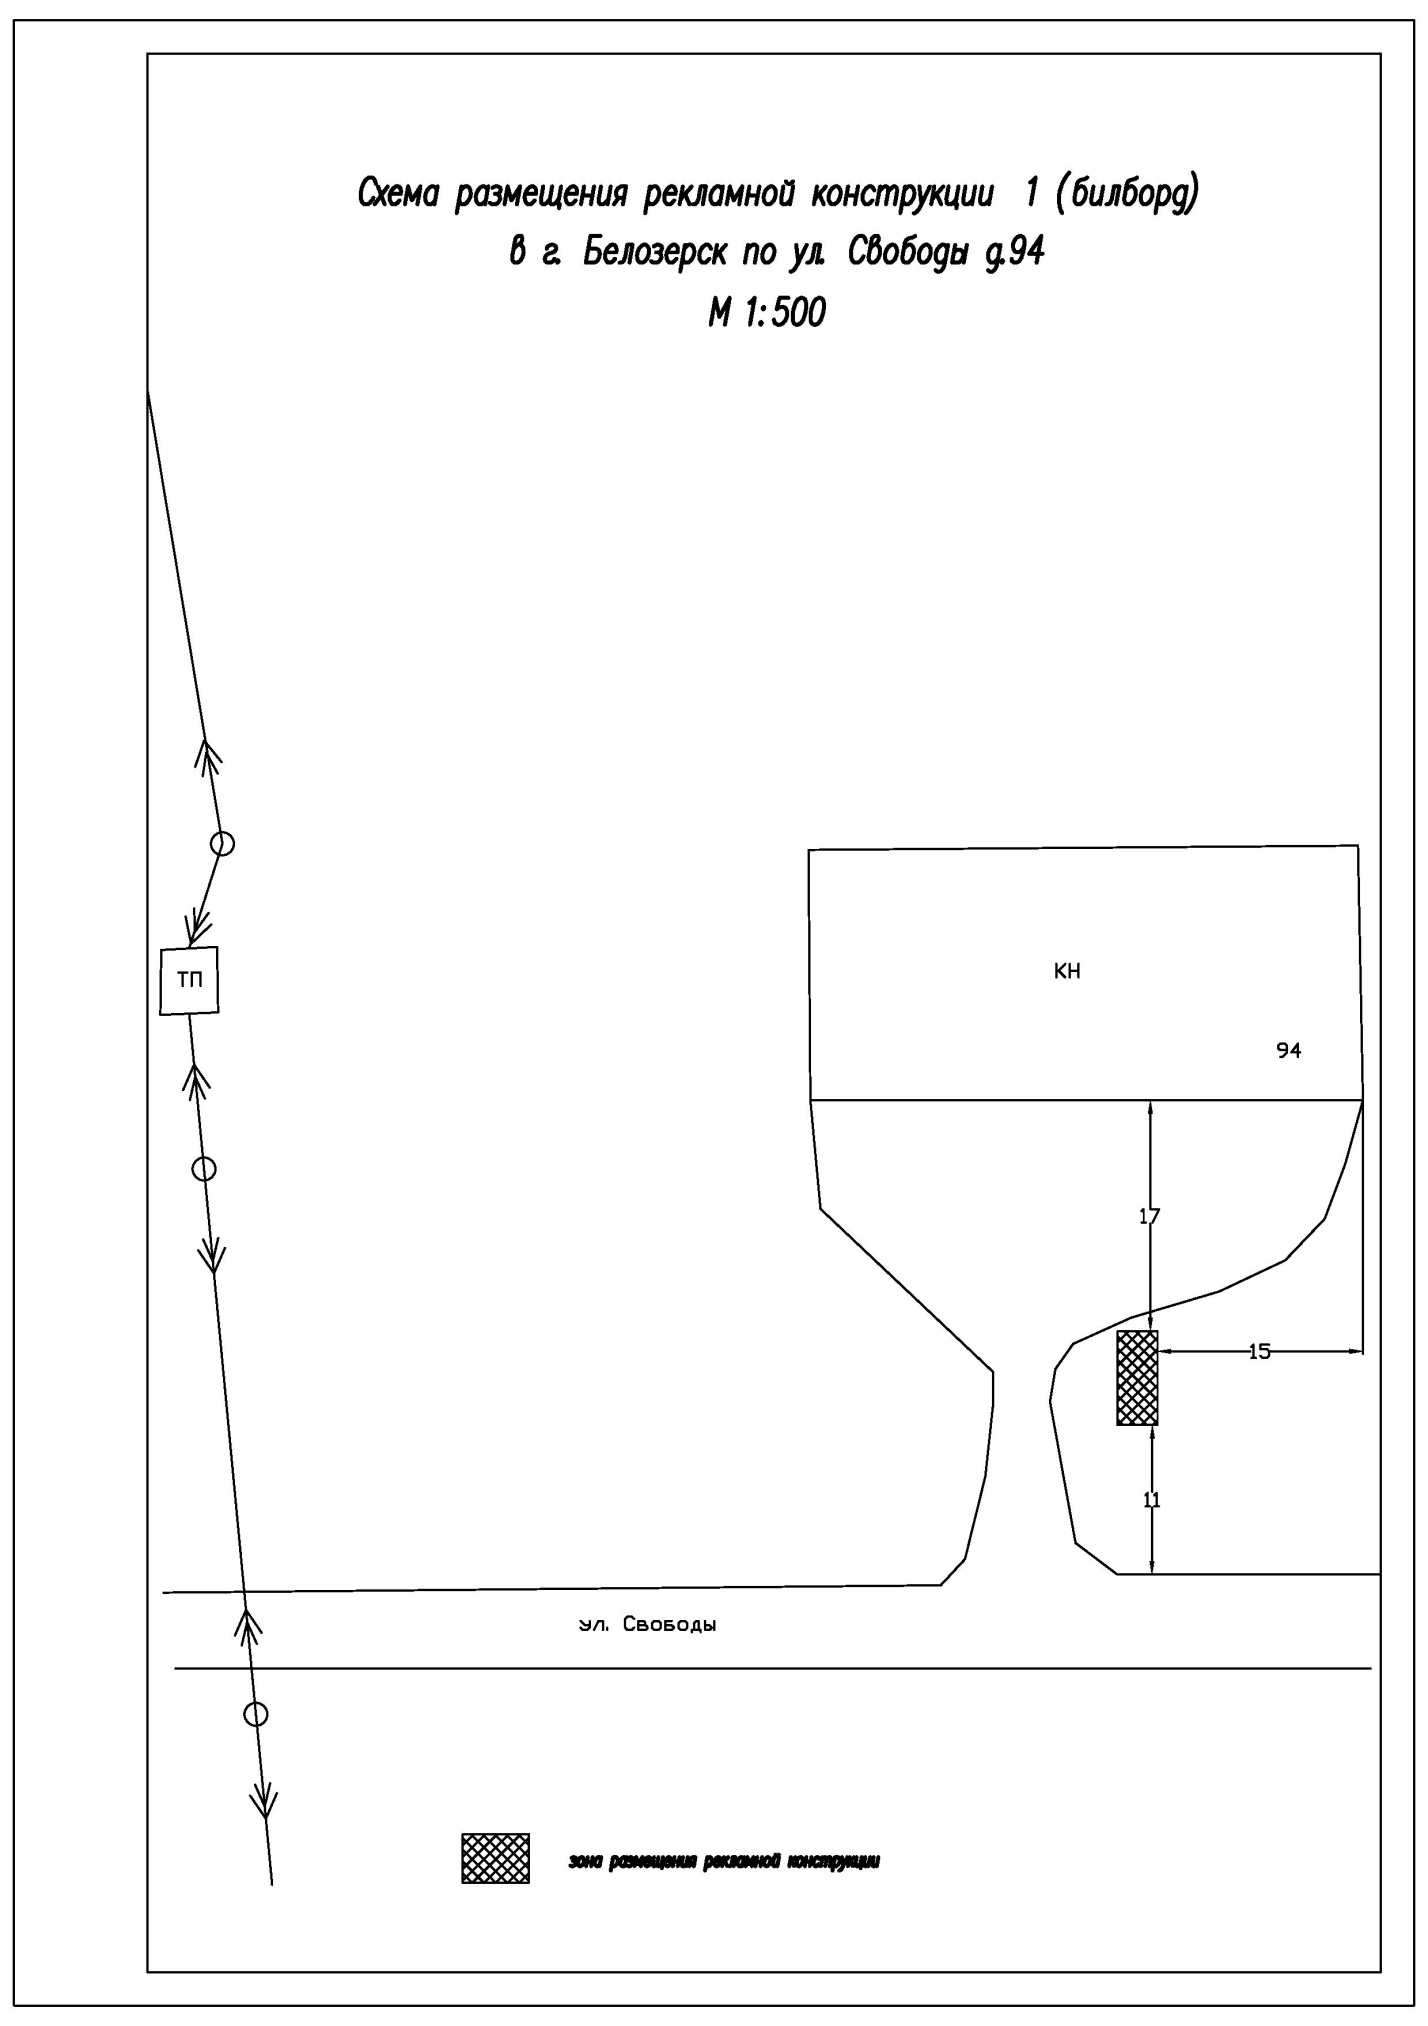 Схема размещения рекламной конструкции 1 (билборд)
в г. Белозерск по ул. Свободы д.94
М 1:500
ТП
КН
94
17
15
11
ул. Свободы
зона размещения рекламной конструкции